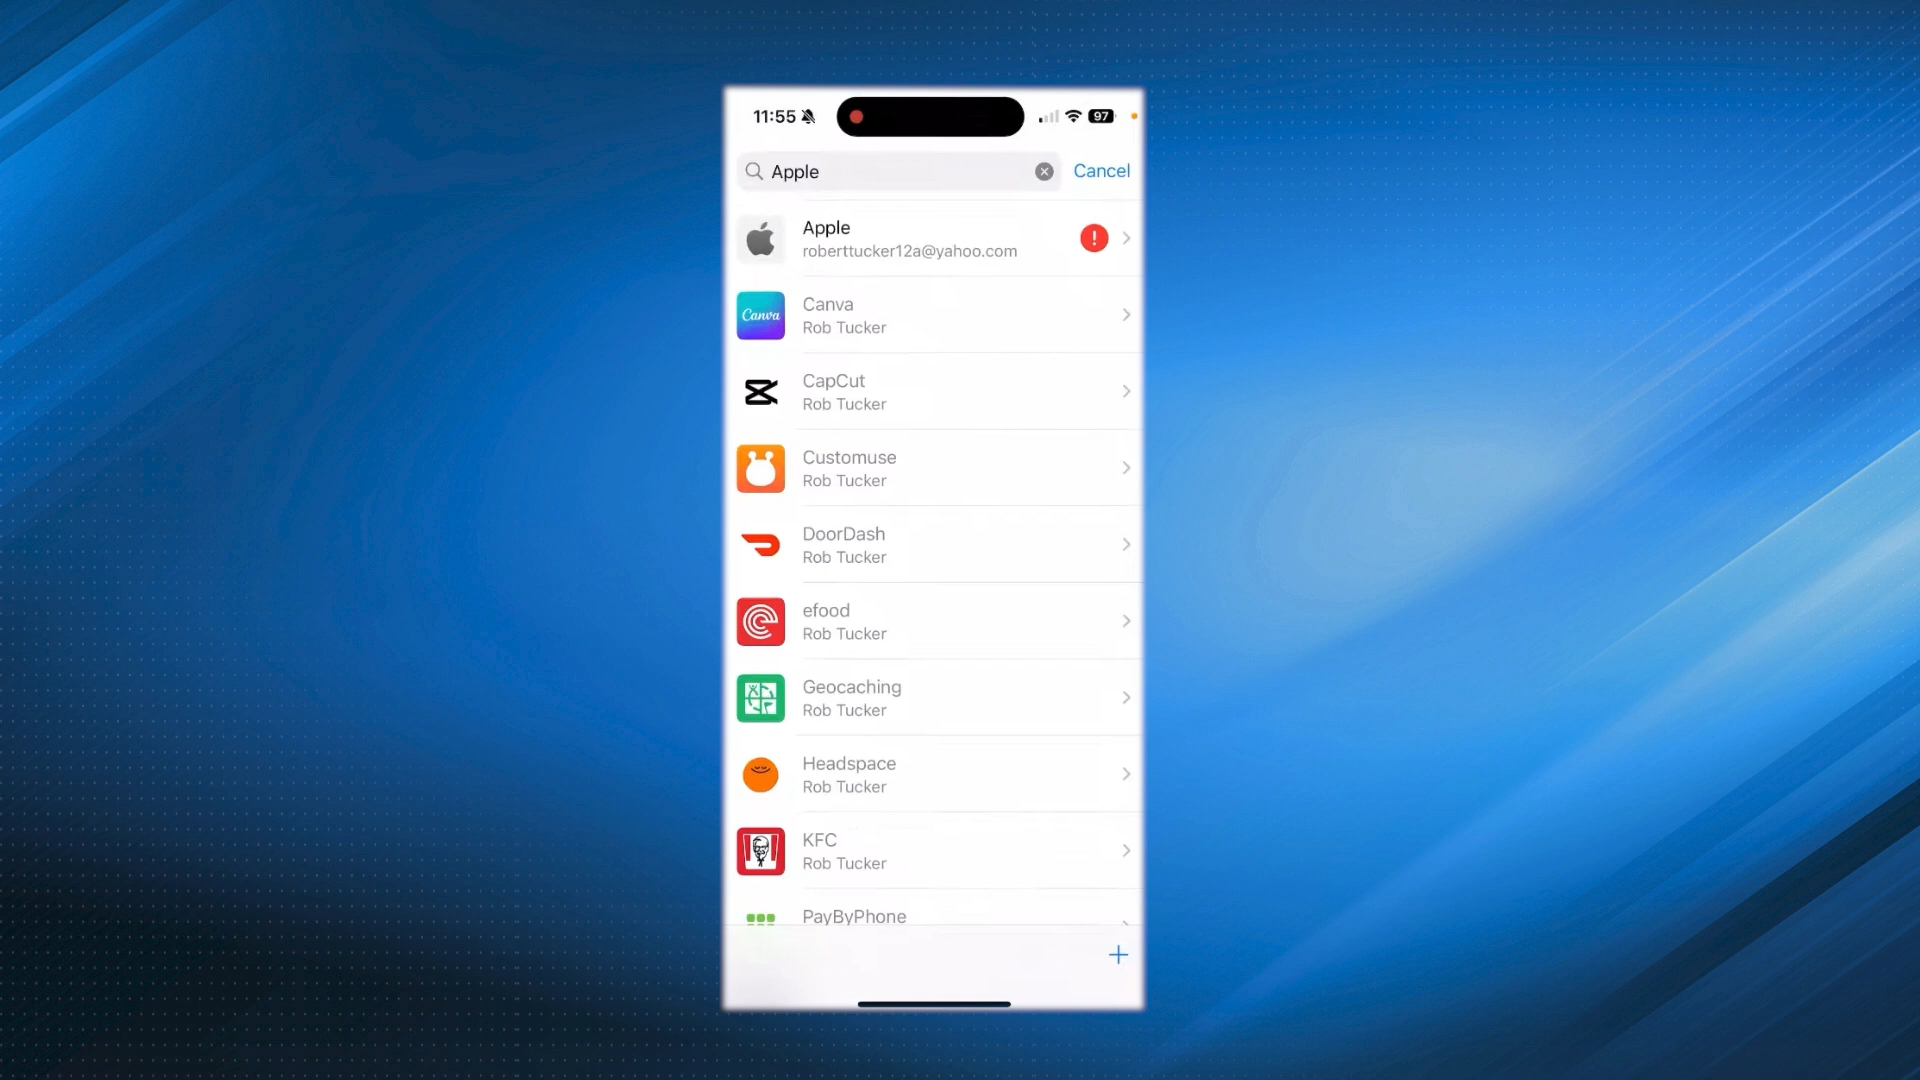 11:55
97
Apple
Cancel
Apple
roberttucker12a@yahoo.com
!
Canva
Canva
Rob Tucker
CapCut
Rob Tucker
Customuse
Rob Tucker
DoorDash
Rob Tucker
efood
Rob Tucker
Geocaching
Rob Tucker
Headspace
Rob Tucker
KFC
Rob Tucker
PayByPhone